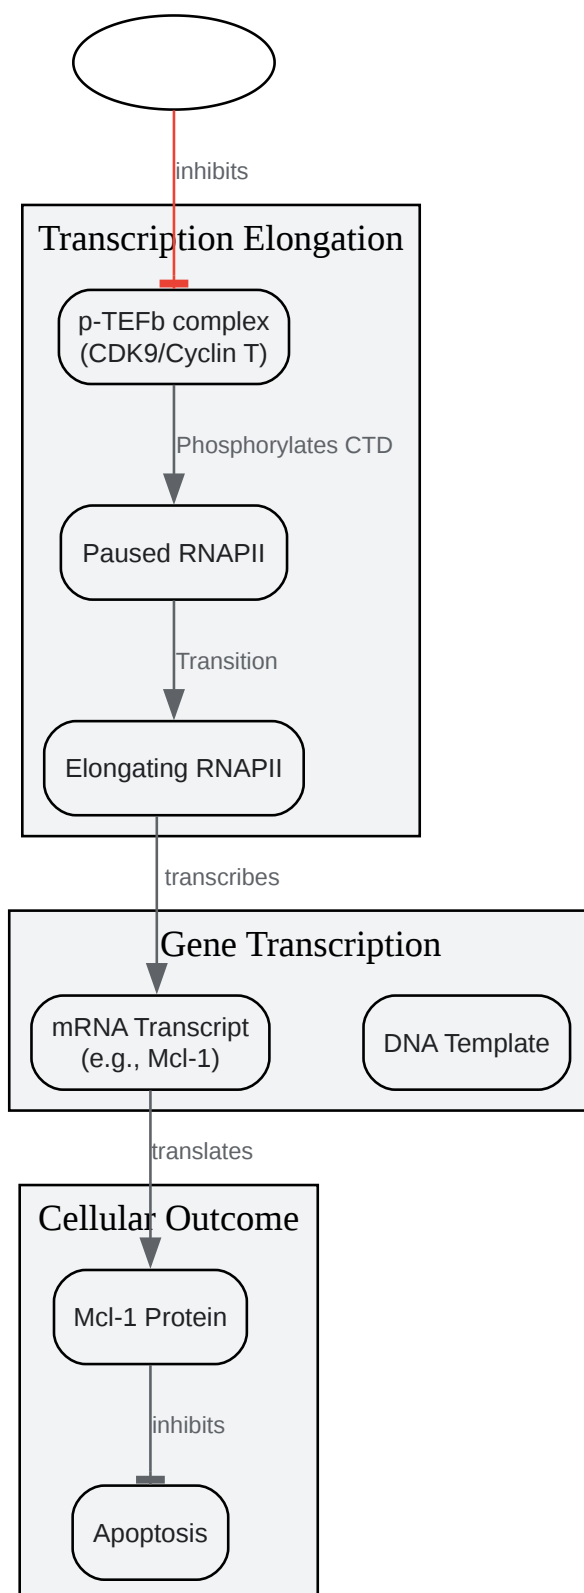 inhibits
Transcription Elongation
p-TEFb complex
(CDK9/Cyclin T)
Phosphorylates CTD
Paused RNAPII
Transition
Elongating RNAPII
transcribes
Gene Transcription
mRNA Transcript
(e.g., Mcl-1)
DNA Template
translates
Cellular Outcome
Mcl-1 Protein
inhibits
Apoptosis